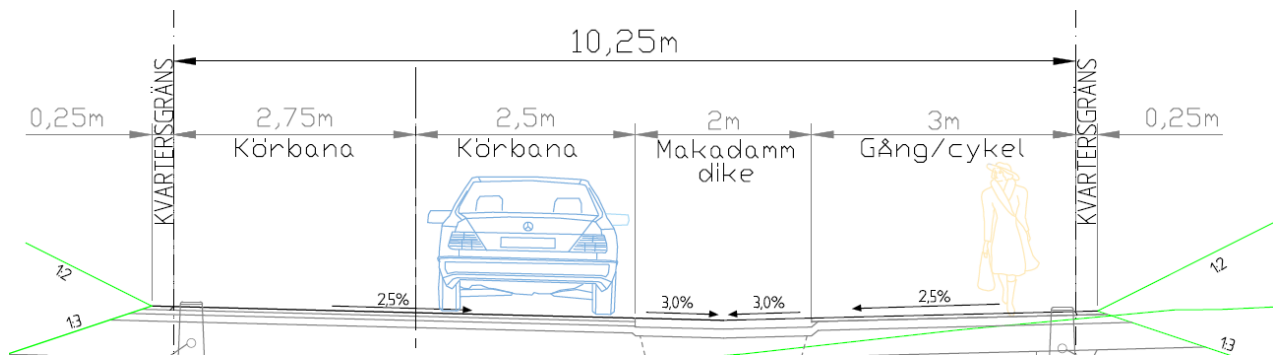 10,25m
0,25m
KVARTERSGRÄNS
2,75m
2,5m
2m
3m
KVARTERSGRÄNS
0,25m
Körbana
Körbana
Makadamm
dike
Gång/cykel
1:2
1:2
1:3
2,5%
3,0%
3,0%
2,5%
1:3